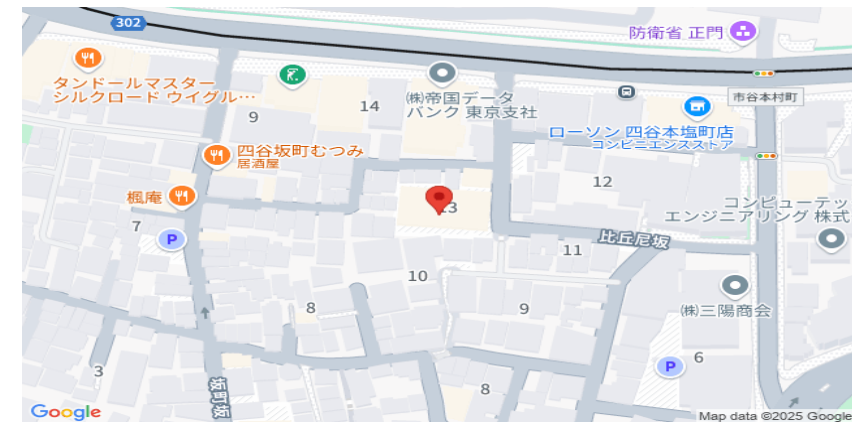 302
防衛省 正門
タンドールマスター
シルクロード ウイグル…
9
14
㈱帝国データ
バンク 東京支社
市谷本村町
ローソン 四谷本塩町店
コンビニエンスストア
四谷坂町むつみ
居酒屋
12
楓庵
7
P
コンピューテッ
エンジニアリング 株式
比丘尼坂
11
10
8
9
㈱三陽商会
6
P
3
坂町坂
8
Google
Map data ©2025 Google